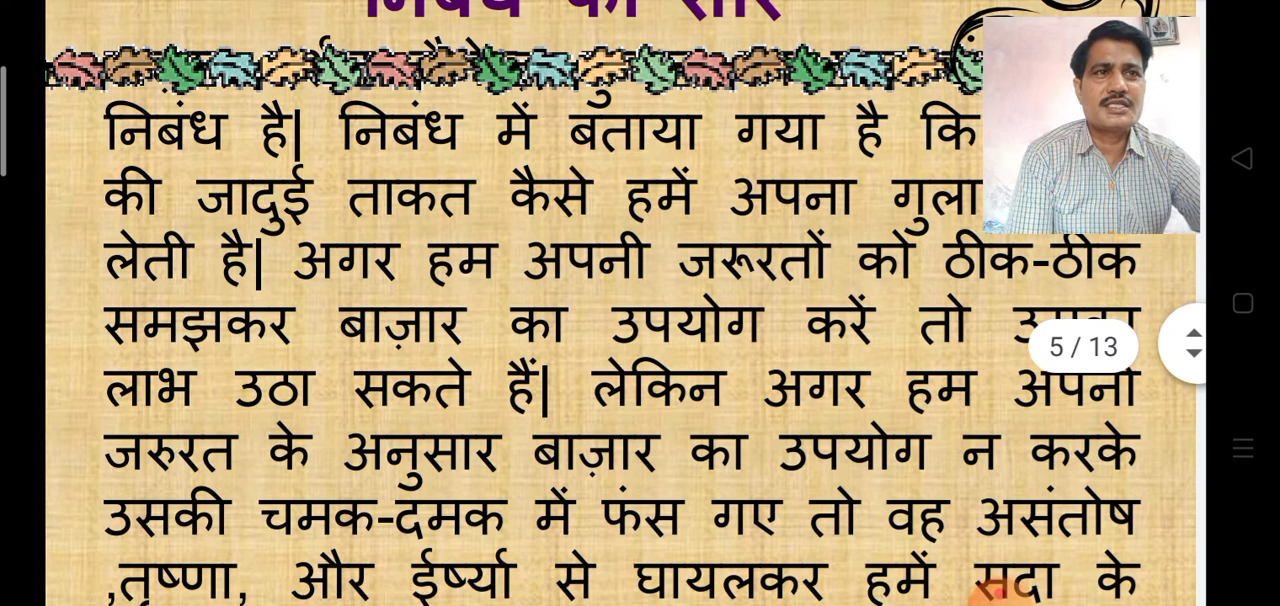 निबंध का सार
निबंध है| निबंध में बताया गया है कि
की जादुई ताकत कैसे हमें अपना गुला
लेती है| अगर हम अपनी जरूरतों को ठीक-ठीक
समझकर बाज़ार का उपयोग करें तो
5 / 13
लाभ उठा सकते हैं| लेकिन अगर हम अपनी
जरुरत के अनुसार बाज़ार का उपयोग न करके
उसकी चमक-दमक में फंस गए तो वह असंतोष
,तृष्णा, और ईर्ष्या से घायलकर हमें सदा के